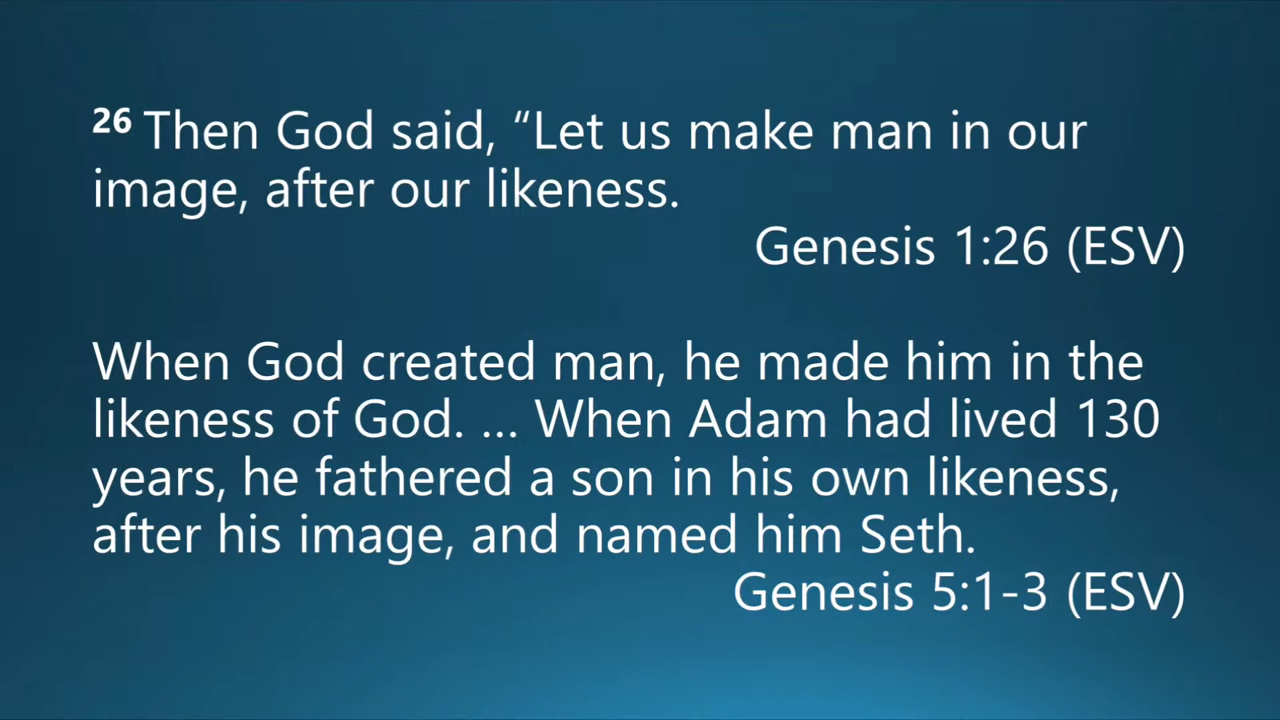 26 Then God said, “Let us make man in our
image, after our likeness.
Genesis 1:26 (ESV)
When God created man, he made him in the
likeness of God. ... When Adam had lived 130
years, he fathered a son in his own likeness,
after his image, and named him Seth.
Genesis 5:1-3 (ESV)